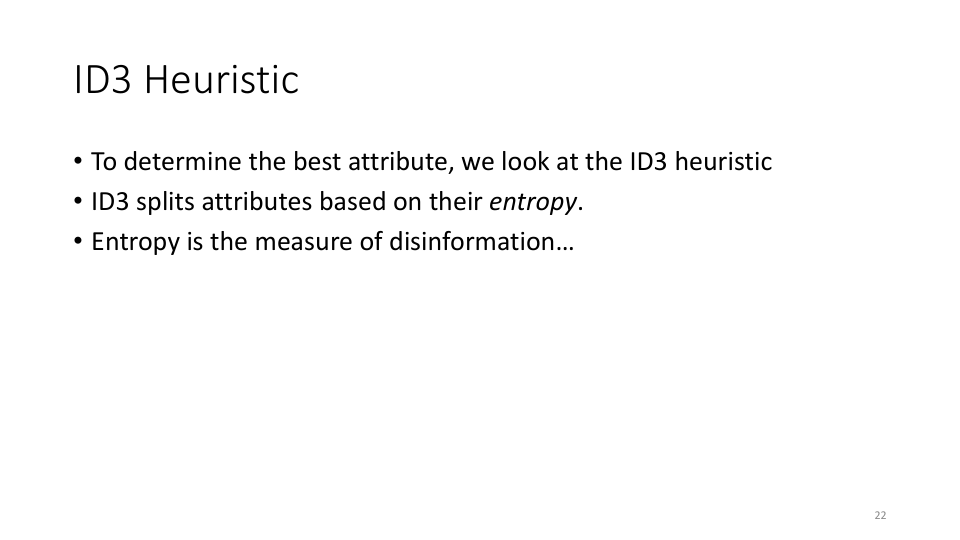 ID3 Heuristic
• To determine the best attribute, we look at the ID3 heuristic
• ID3 splits attributes based on their entropy.
• Entropy is the measure of disinformation…
22